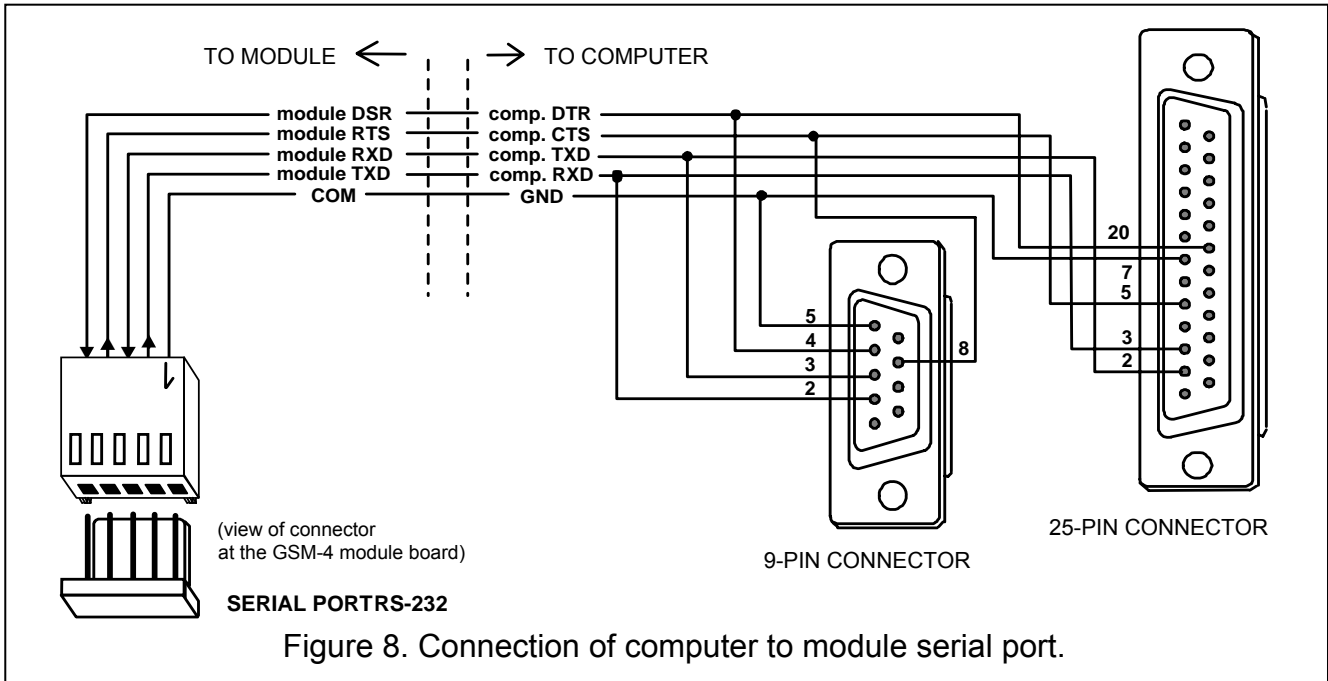 TO MODULE
TO COMPUTER
module DSR comp. DTR
module RTS comp. CTS
module RXD comp. TXD
module TXD comp. RXD
COM GND
20
7
5
3
2
5
4
3
2
8
(view of connector
at the GSM-4 module board)
SERIAL PORTRS-232
9-PIN CONNECTOR
25-PIN CONNECTOR
Figure 8. Connection of computer to module serial port.